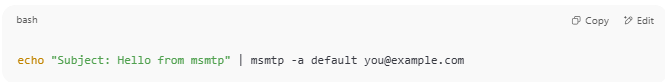 bash
Copy
Edit
echo "Subject: Hello from msmtp" | msmtp -a default you@example.com